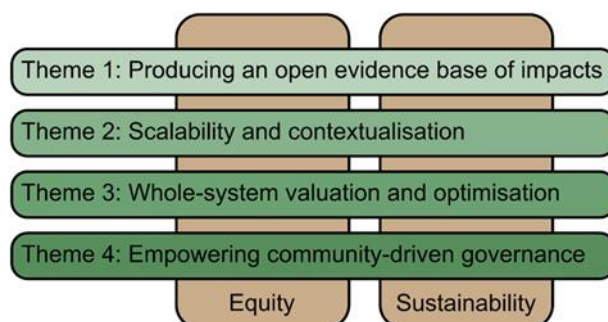 Theme 1: Producing an open evidence base of impacts
Theme 2: Scalability and contextualisation
Theme 3: Whole-system valuation and optimisation
Theme 4: Empowering community-driven governance
Equity Sustainability